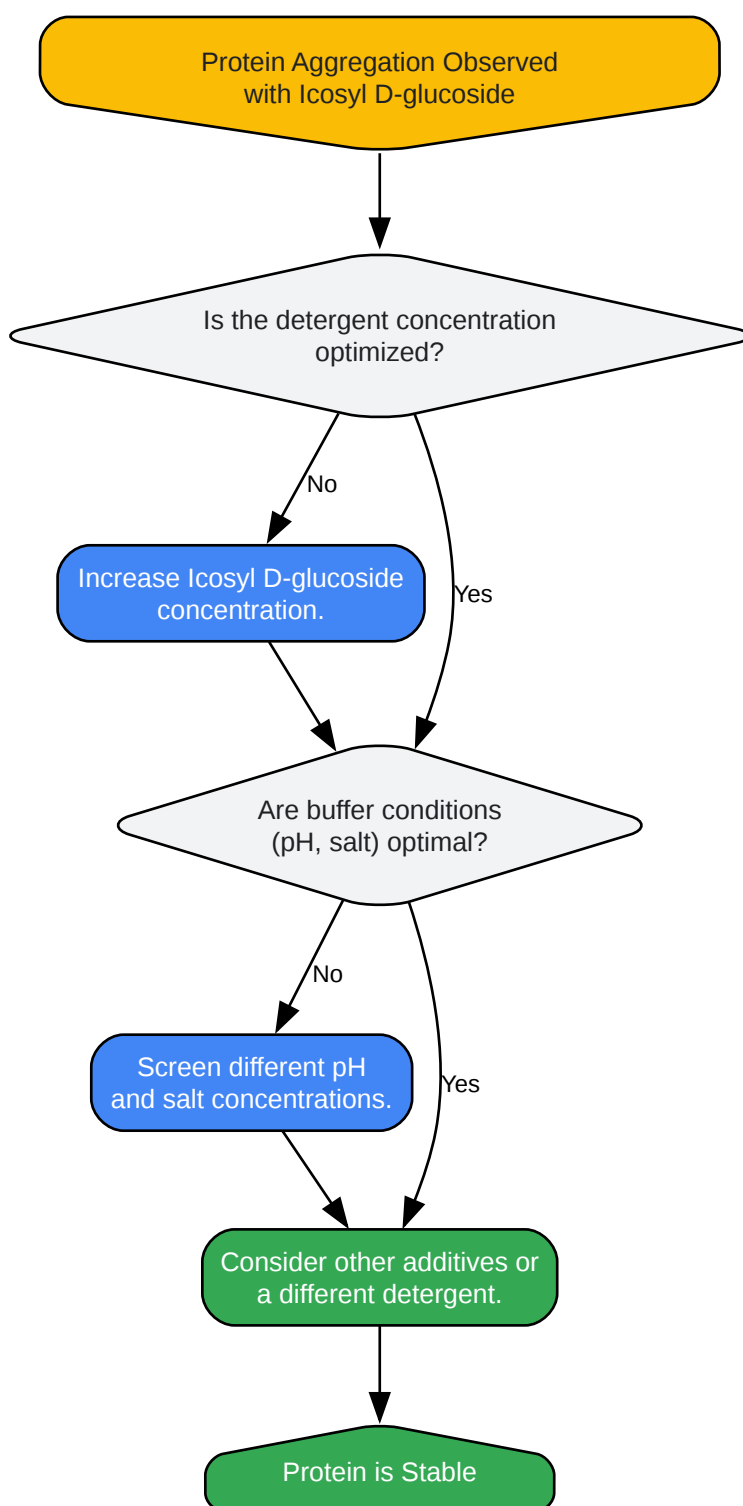 Protein Aggregation Observed
with Icosyl D-glucoside
Is the detergent concentration
optimized?
No
Increase Icosyl D-glucoside
concentration.
Yes
Are buffer conditions
(pH, salt) optimal?
No
Screen different pH
and salt concentrations.
Yes
Consider other additives or
a different detergent.
Protein is Stable